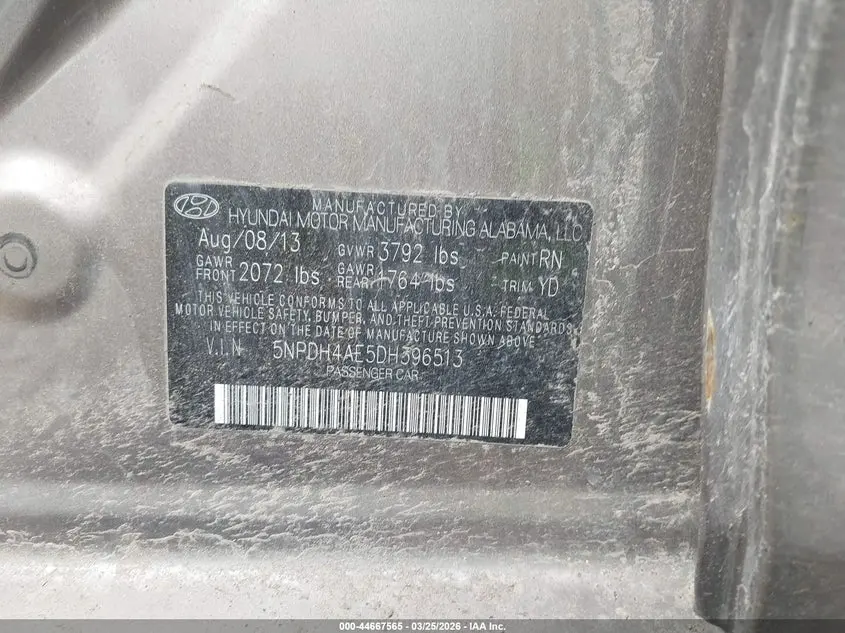 MANUFACTURED BY
HYUNDAI MOTOR MANUFACTURING ALABAMA, LLC
Aug/08/13 GVWR 3792 lbs PAINT RN
GAWR FRONT 2072 lbs GAWR REAR 1764 lbs TRIM YD
THIS VEHICLE CONFORMS TO ALL APPLICABLE U.S.A. FEDERAL
MOTOR VEHICLE SAFETY, BUMPER, AND THEFT PREVENTION STANDARDS
IN EFFECT ON THE DATE OF MANUFACTURE SHOWN ABOVE
V.I.N 5NPDH4AE5DH396513
PASSENGER CAR
000-44667565 - 03/25/2026 - IAA Inc.